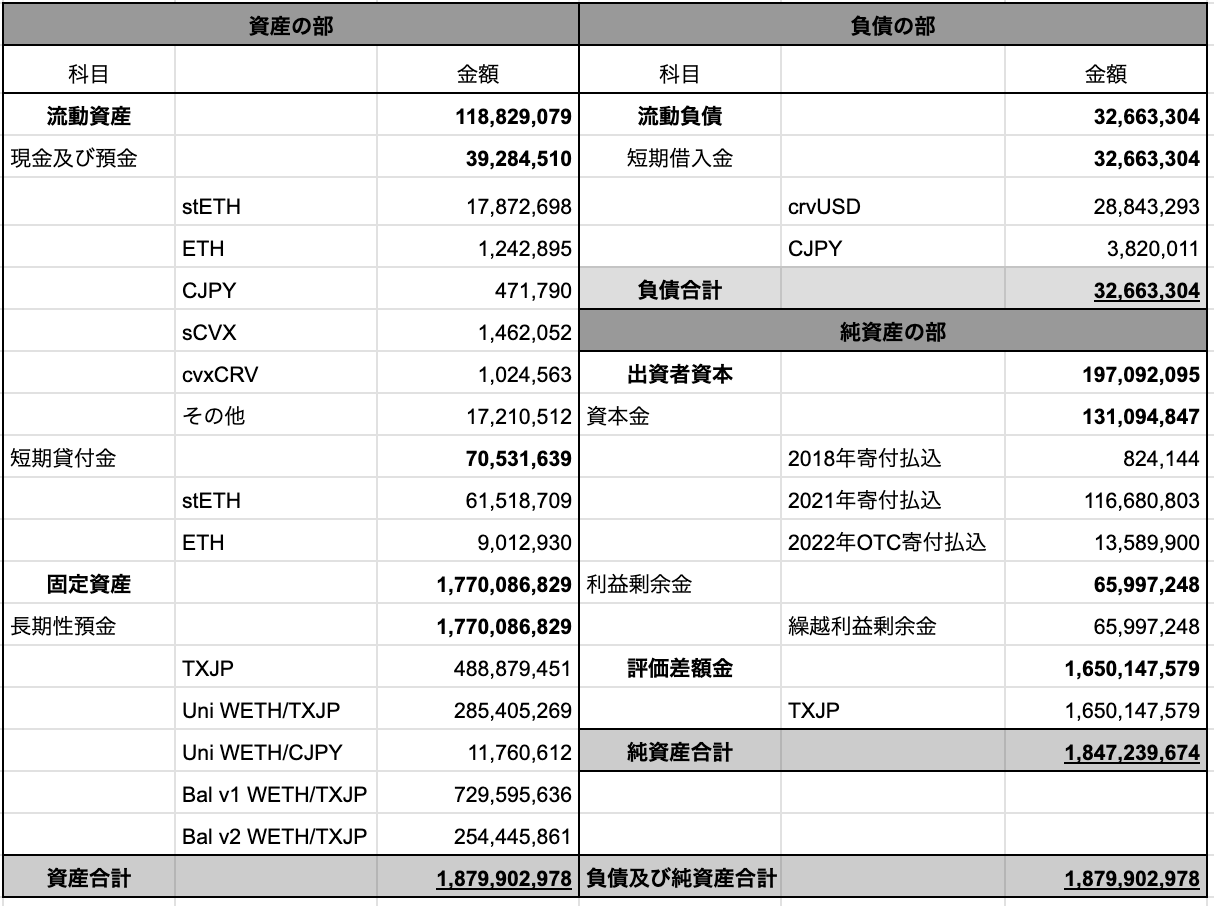 資産の部 負債の部
科目 金額 科目 金額
流動資産 118,829,079 流動負債 32,663,304
現金及び預金 39,284,510 短期借入金 32,663,304
stETH 17,872,698 crvUSD 28,843,293
ETH 1,242,895 CJPY 3,820,011
CJPY 471,790 負債合計 32,663,304
sCVX 1,462,052 純資産の部
cvxCRV 1,024,563 出資者資本 197,092,095
その他 17,210,512 資本金 131,094,847
短期貸付金 70,531,639 2018年寄付払込 824,144
stETH 61,518,709 2021年寄付払込 116,680,803
ETH 9,012,930 2022年OTC寄付払込 13,589,900
固定資産 1,770,086,829 利益剰余金 65,997,248
長期性預金 1,770,086,829 繰越利益剰余金 65,997,248
TXJP 488,879,451 評価差額金 1,650,147,579
Uni WETH/TXJP 285,405,269 TXJP 1,650,147,579
Uni WETH/CJPY 11,760,612 純資産合計 1,847,239,674
Bal v1 WETH/TXJP 729,595,636
Bal v2 WETH/TXJP 254,445,861
資産合計 1,879,902,978 負債及び純資産合計 1,879,902,978